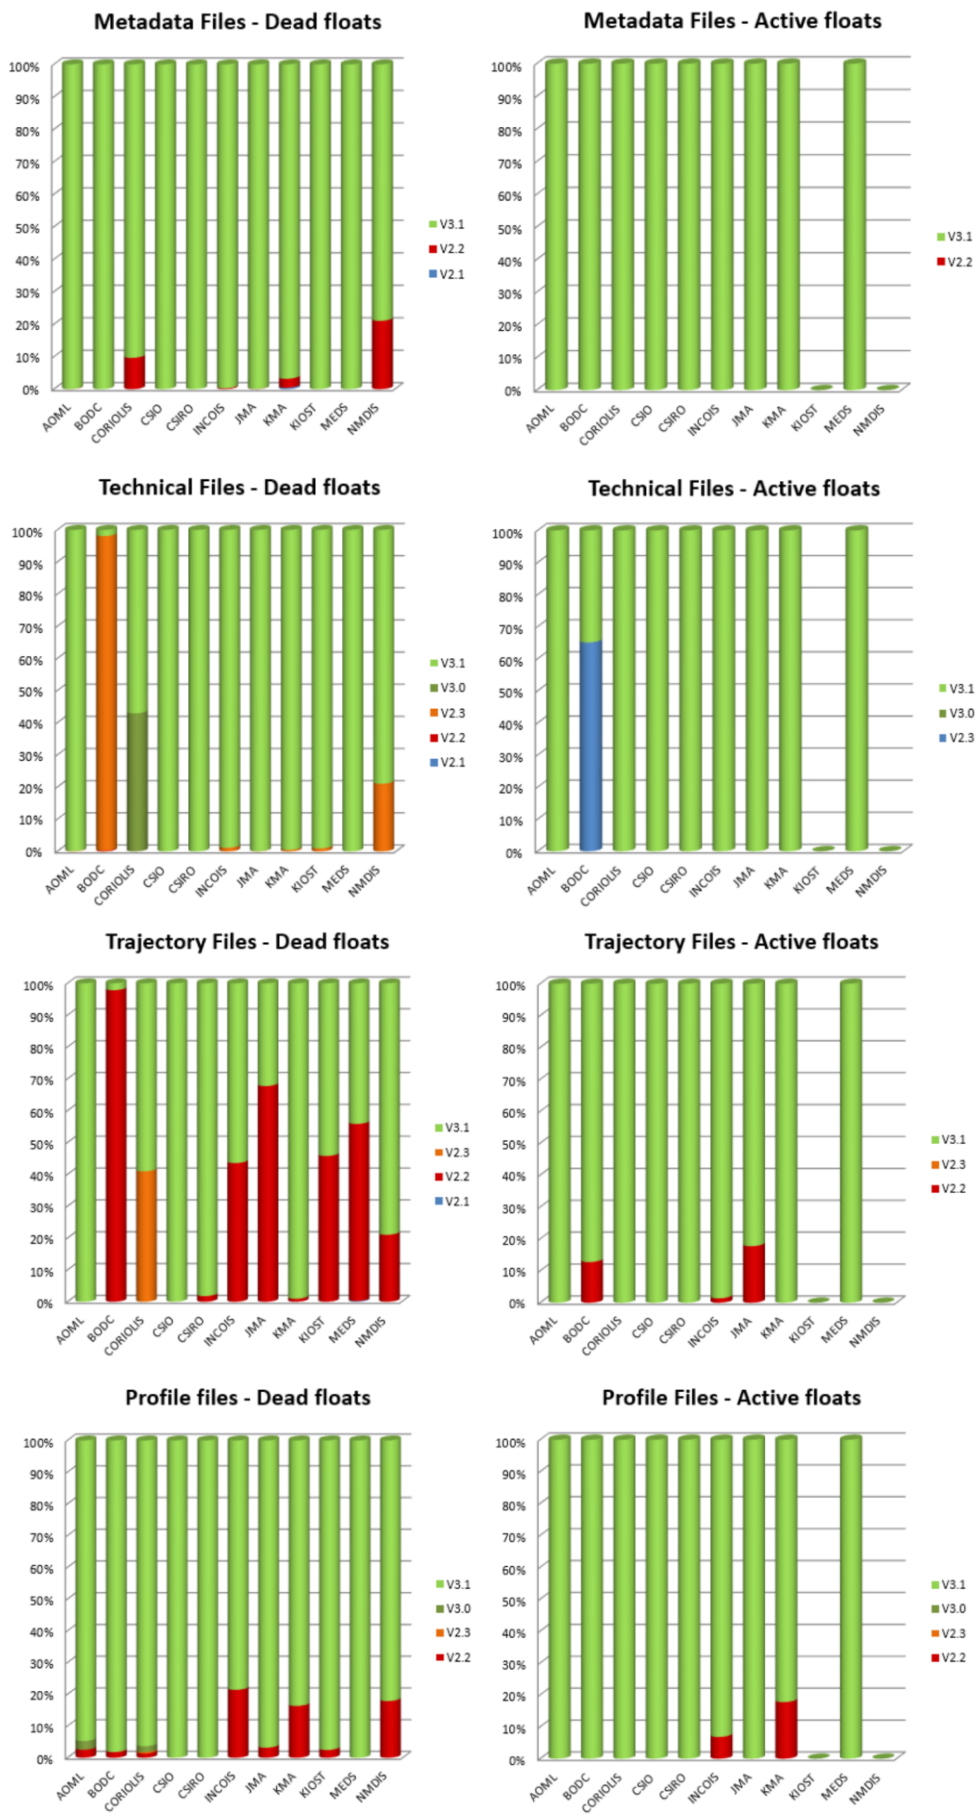 Metadata Files - Dead floats
100%
90%
80%
70%
60%
50%
40%
30%
20%
10%
0%
AOML
BODC
CORIOLIS
CSIO
CSIRO
INCOIS
JMA
KMA
KIOST
MEDS
NMDIS
V3.1
V2.2
V2.1
Metadata Files - Active floats
100%
90%
80%
70%
60%
50%
40%
30%
20%
10%
0%
AOML
BODC
CORIOLIS
CSIO
CSIRO
INCOIS
JMA
KMA
KIOST
MEDS
NMDIS
V3.1
V2.2
Technical Files - Dead floats
100%
90%
80%
70%
60%
50%
40%
30%
20%
10%
0%
AOML
BODC
CORIOLIS
CSIO
CSIRO
INCOIS
JMA
KMA
KIOST
MEDS
NMDIS
V3.1
V3.0
V2.3
V2.2
V2.1
Technical Files - Active floats
100%
90%
80%
70%
60%
50%
40%
30%
20%
10%
0%
AOML
BODC
CORIOLIS
CSIO
CSIRO
INCOIS
JMA
KMA
KIOST
MEDS
NMDIS
V3.1
V3.0
V2.3
Trajectory Files - Dead floats
100%
90%
80%
70%
60%
50%
40%
30%
20%
10%
0%
AOML
BODC
CORIOLIS
CSIO
CSIRO
INCOIS
JMA
KMA
KIOST
MEDS
NMDIS
V3.1
V2.3
V2.2
V2.1
Trajectory Files - Active floats
100%
90%
80%
70%
60%
50%
40%
30%
20%
10%
0%
AOML
BODC
CORIOLIS
CSIO
CSIRO
INCOIS
JMA
KMA
KIOST
MEDS
NMDIS
V3.1
V2.3
V2.2
Profile files - Dead floats
100%
90%
80%
70%
60%
50%
40%
30%
20%
10%
0%
AOML
BODC
CORIOLIS
CSIO
CSIRO
INCOIS
JMA
KMA
KIOST
MEDS
NMDIS
V3.1
V3.0
V2.3
V2.2
Profile Files - Active floats
100%
90%
80%
70%
60%
50%
40%
30%
20%
10%
0%
AOML
BODC
CORIOLIS
CSIO
CSIRO
INCOIS
JMA
KMA
KIOST
MEDS
NMDIS
V3.1
V3.0
V2.3
V2.2